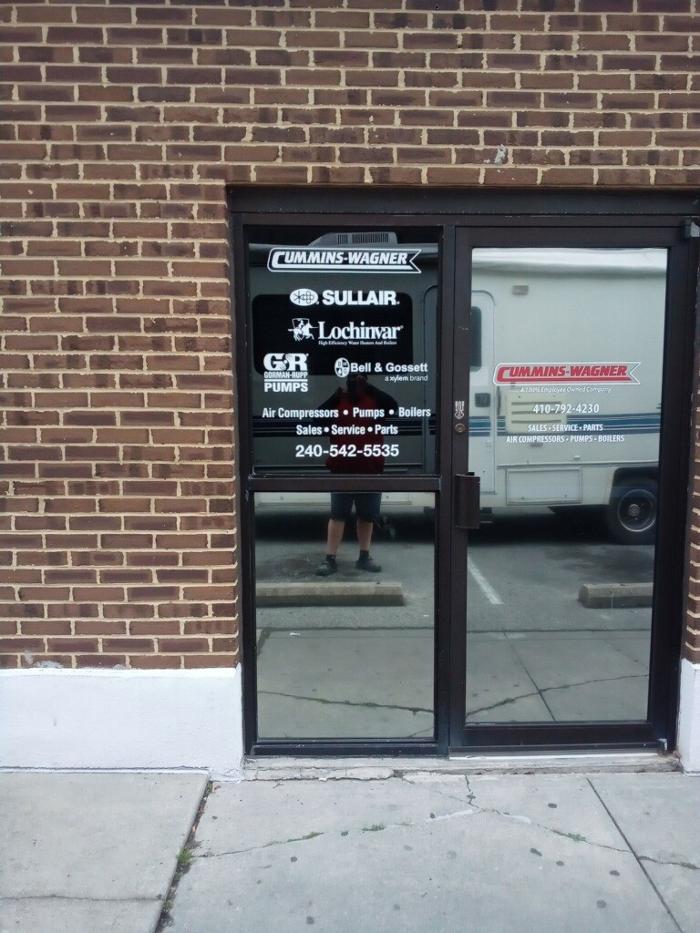 CUMMINS-WAGNER
SULLAIR.
Lochinvar
High Efficiency Water Heaters And Boilers
GR
GORMAN-RUPP
PUMPS
Bell & Gossett
a xylem brand
Air Compressors • Pumps • Boilers
Sales • Service • Parts
240-542-5535
CUMMINS-WAGNER
A 100% Employee Owned Company
410-792-4230
SALES • SERVICE • PARTS
AIR COMPRESSORS • PUMPS • BOILERS